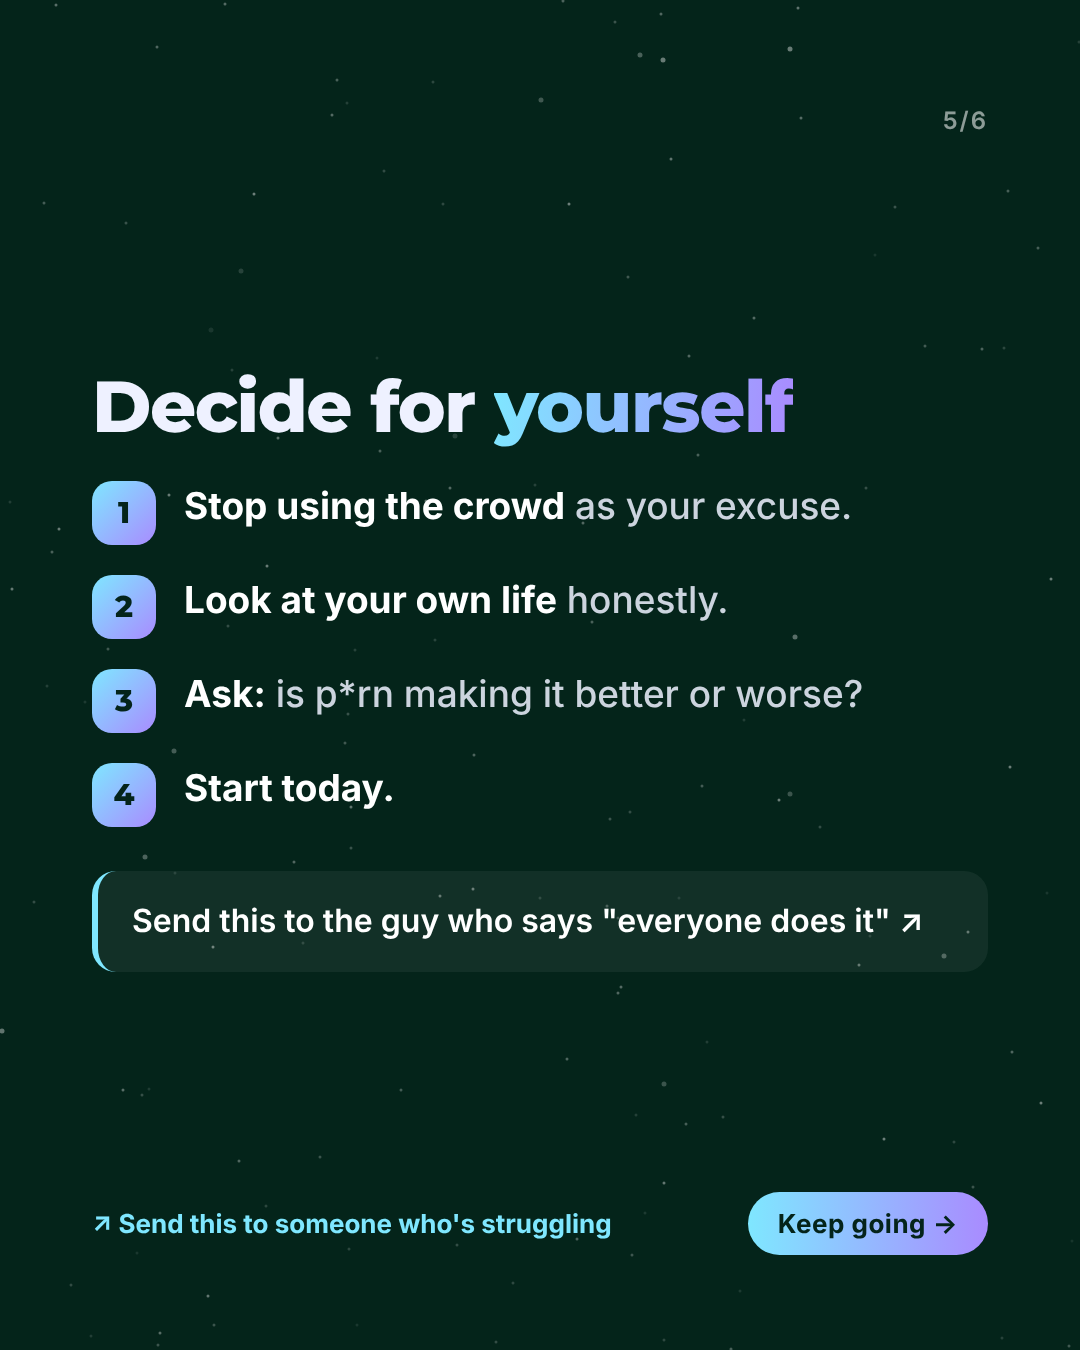 5/6
Decide for yourself
1 Stop using the crowd as your excuse.
2 Look at your own life honestly.
3 Ask: is p*rn making it better or worse?
4 Start today.
Send this to the guy who says "everyone does it" ↗
↗ Send this to someone who's struggling
Keep going →